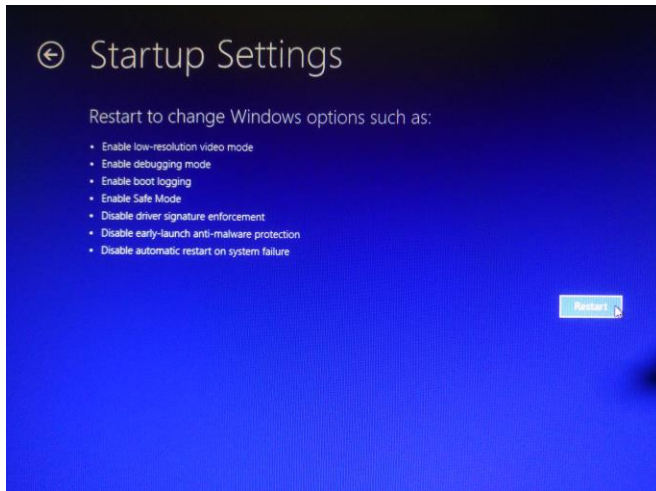 Startup Settings
Restart to change Windows options such as:
• Enable low-resolution video mode
• Enable debugging mode
• Enable boot logging
• Enable Safe Mode
• Disable driver signature enforcement
• Disable early-launch anti-malware protection
• Disable automatic restart on system failure
Restart